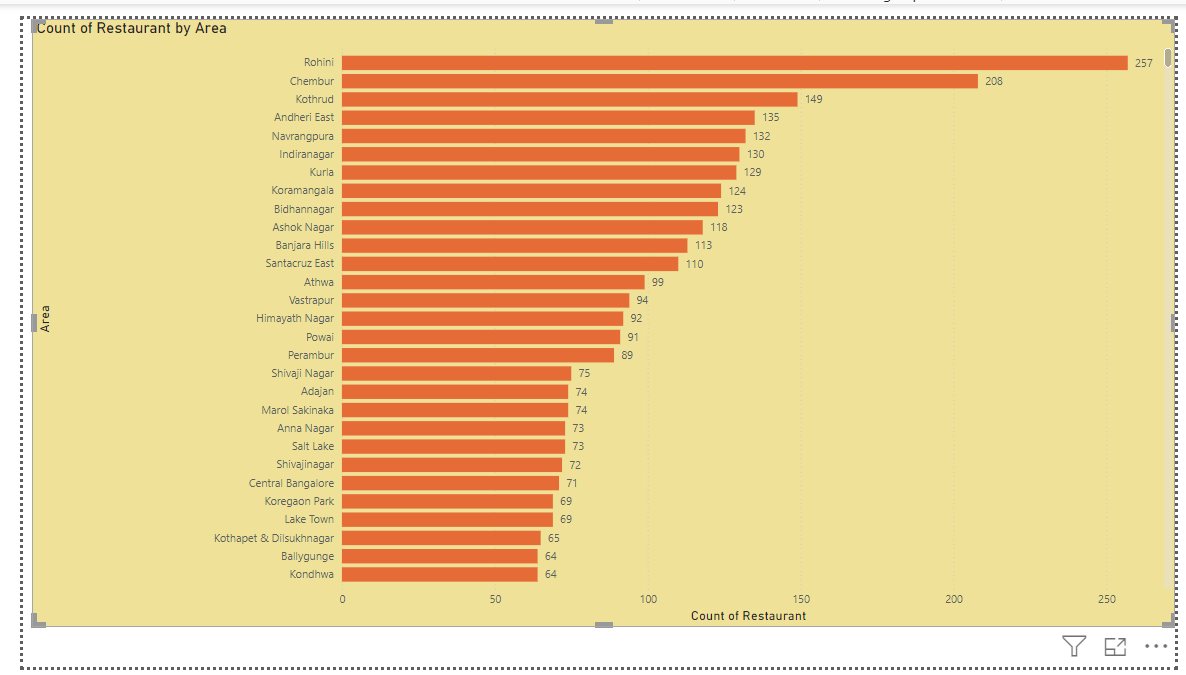 Count of Restaurant by Area
Rohini 257
Chembur 208
Kothrud 149
Andheri East 135
Navrangpura 132
Indiranagar 130
Kurla 129
Koramangala 124
Bidhannagar 123
Ashok Nagar 118
Banjara Hills 113
Santacruz East 110
Athwa 99
Vastrapur 94
Himayath Nagar 92
Powai 91
Perambur 89
Shivaji Nagar 75
Adajan 74
Marol Sakinaka 74
Anna Nagar 73
Salt Lake 73
Shivajinagar 72
Central Bangalore 71
Koregaon Park 69
Lake Town 69
Kothapet & Dilsukhnagar 65
Ballygunge 64
Kondhwa 64
Area
0 50 100 150 200 250
Count of Restaurant